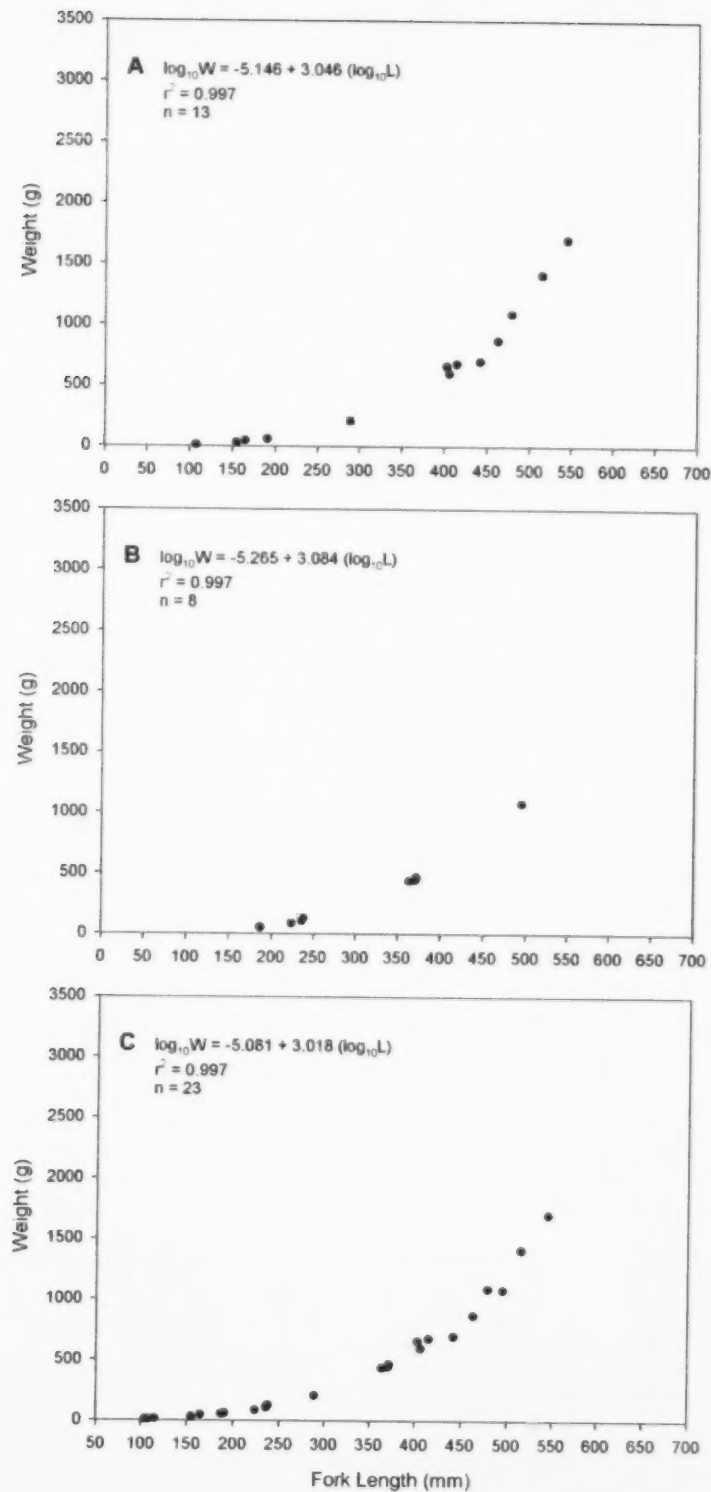 3500
A log₁₀W = -5.146 + 3.046 (log₁₀L)
3000
r² = 0.997
n = 13
2500
2000
Weight (g)
1500
1000
500
0
0 50 100 150 200 250 300 350 400 450 500 550 600 650 700
3500
B log₁₀W = -5.265 + 3.084 (log₁₀L)
3000
r² = 0.997
n = 8
2500
2000
Weight (g)
1500
1000
500
0
0 50 100 150 200 250 300 350 400 450 500 550 600 650 700
3500
C log₁₀W = -5.081 + 3.018 (log₁₀L)
3000
r² = 0.997
n = 23
2500
2000
Weight (g)
1500
1000
500
0
50 100 150 200 250 300 350 400 450 500 550 600 650 700
Fork Length (mm)